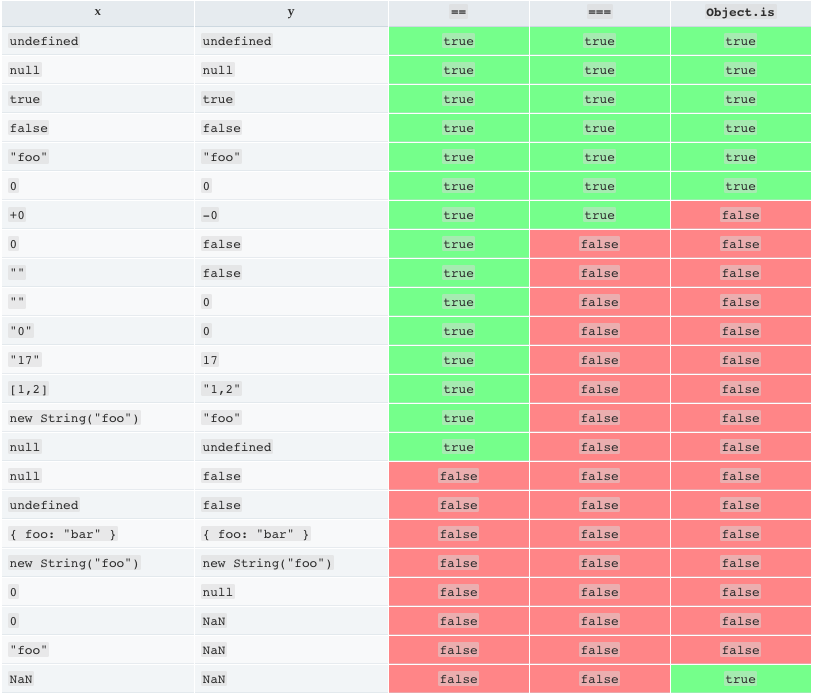 x y == === Object.is
undefined undefined true true true
null null true true true
true true true true true
false false true true true
"foo" "foo" true true true
0 0 true true true
+0 -0 true true false
0 false true false false
"" false true false false
"" 0 true false false
"0" 0 true false false
"17" 17 true false false
[1,2] "1,2" true false false
new String("foo") "foo" true false false
null undefined true false false
null false false false false
undefined false false false false
{ foo: "bar" } { foo: "bar" } false false false
new String("foo") new String("foo") false false false
0 null false false false
0 NaN false false false
"foo" NaN false false false
NaN NaN false false true